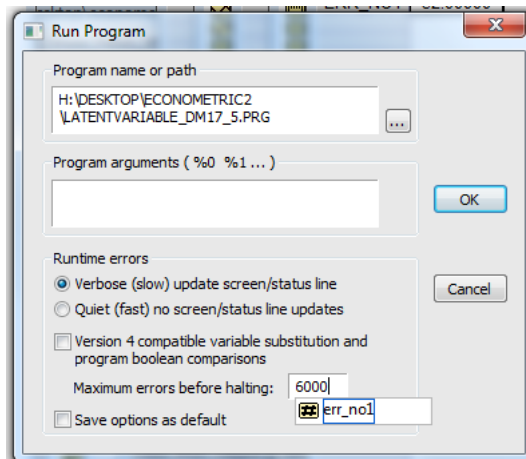 Run Program
Program name or path
H:\DESKTOP\ECONOMETRIC2
\LATENTVARIABLE_DM17_5.PRG
...
Program arguments ( %0 %1 ... )
OK
Runtime errors
Verbose (slow) update screen/status line
Quiet (fast) no screen/status line updates
Cancel
Version 4 compatible variable substitution and
program boolean comparisons
Maximum errors before halting: 6000
err_no1
Save options as default